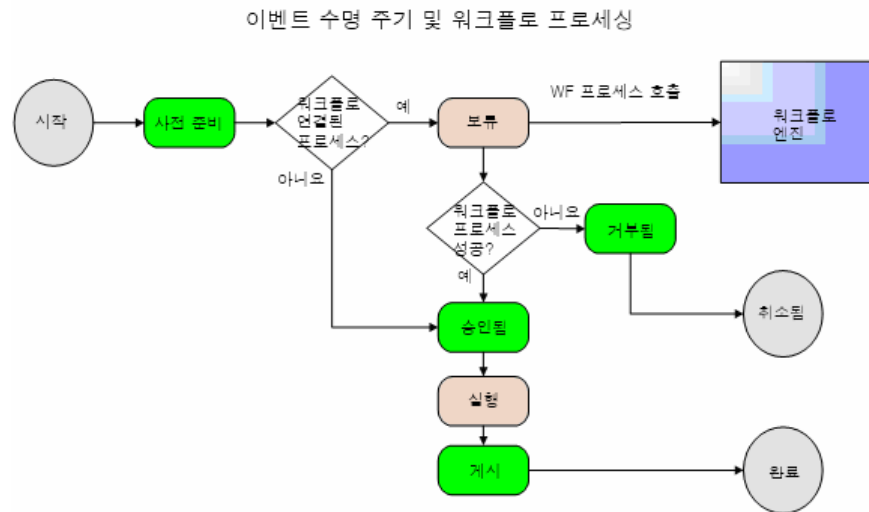 이벤트 수명 주기 및 워크플로 프로세싱
시작
사전 준비
워크플로
연결된
프로세스?
예
보류
WF 프로세스 호출
워크플로
엔진
아니요
워크플로
프로세스
성공?
아니요
거부됨
예
취소됨
승인됨
실행
게시
완료